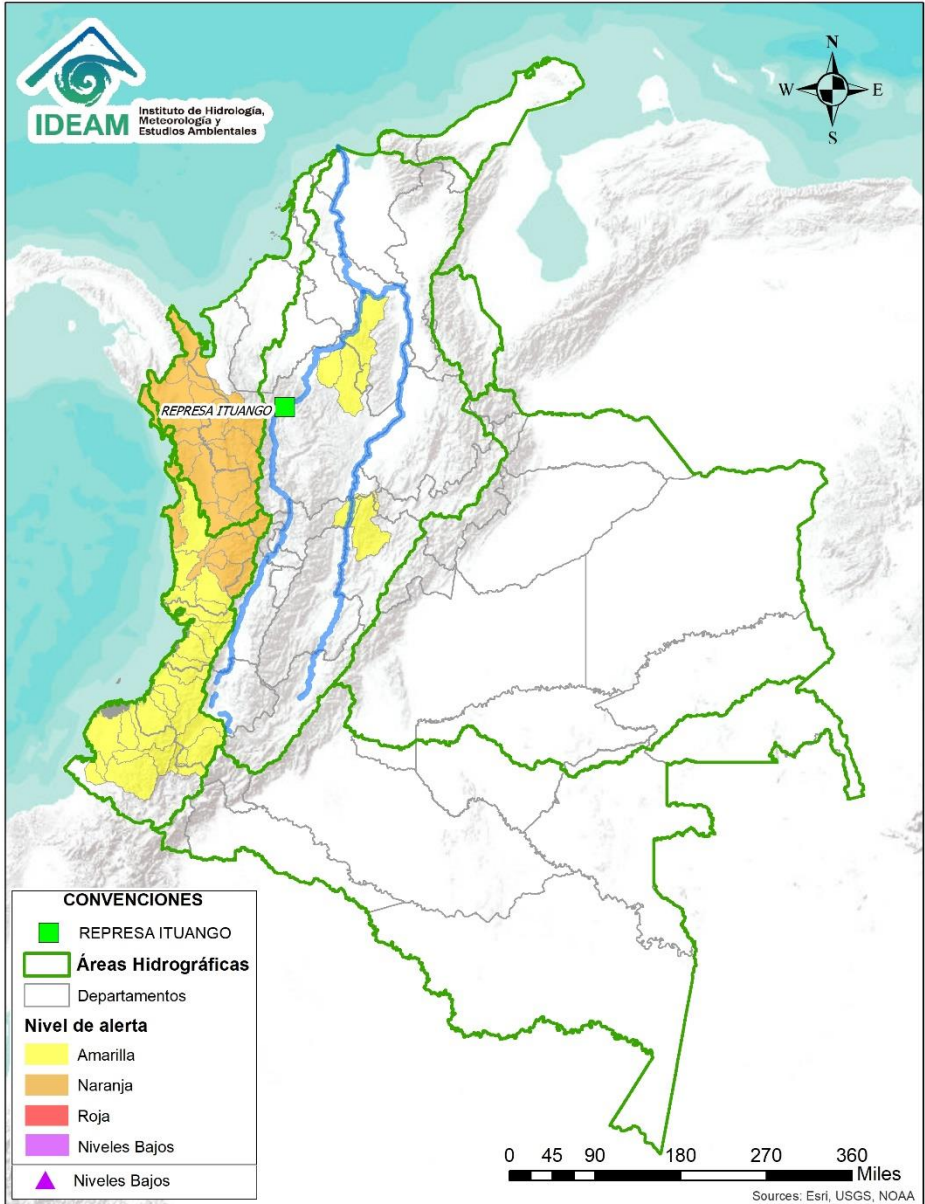 IDEAM
Instituto de Hidrología,
Meteorología y
Estudios Ambientales
N
W
E
S
REPRESA ITUANGO
CONVENCIONES
REPRESA ITUANGO
Áreas Hidrográficas
Departamentos
Nivel de alerta
Amarilla
Naranja
Roja
Niveles Bajos
Niveles Bajos
0 45 90 180 270 360
Miles
Sources: Esri, USGS, NOAA